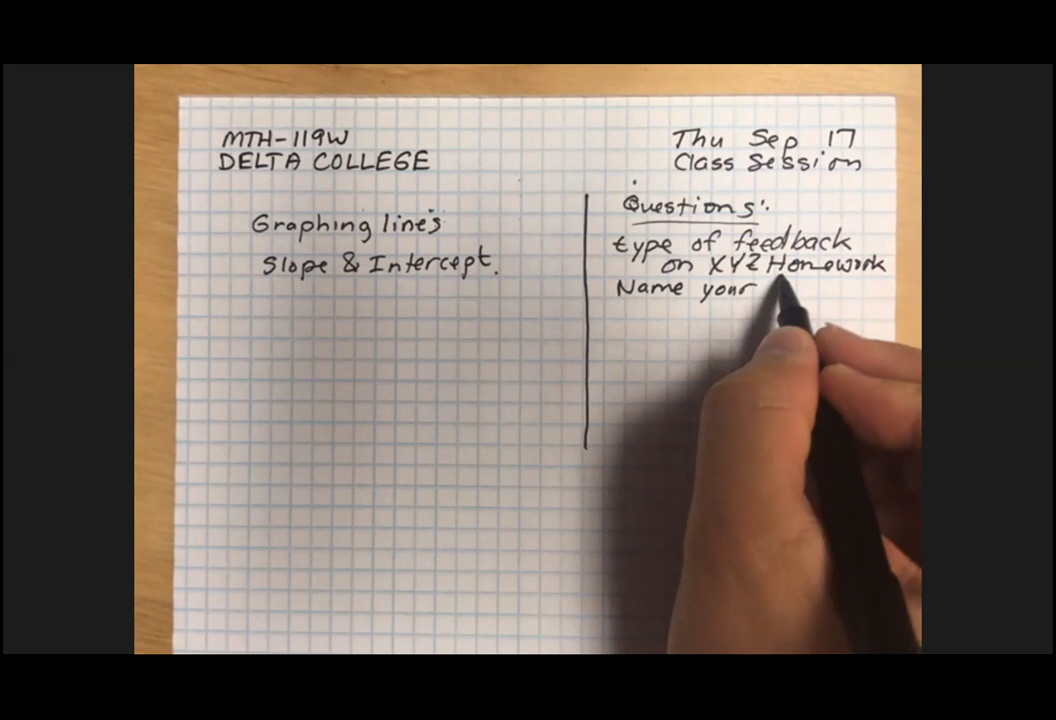 MTH-119W
DELTA COLLEGE
Thu Sep 17
Class Session
Graphing lines
Slope & Intercept.
Questions:
type of feedback
on XYZ Homework
Name your